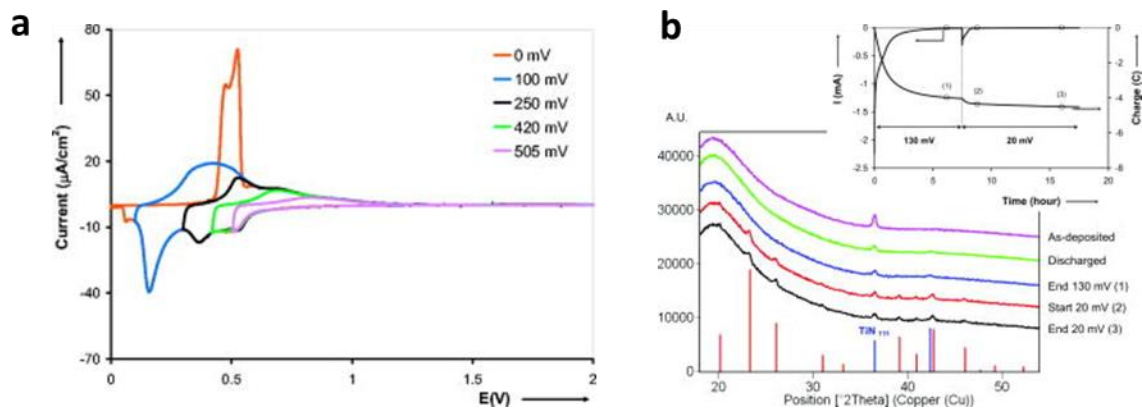 a
80
60
20
-10
-40
-70
0
0.5
1
1.5
2
Current (µA/cm²)
E(V)
0 mV
100 mV
250 mV
420 mV
505 mV
b
A.U.
40000
30000
20000
10000
0
20
30
40
50
Position [°2Theta] (Copper (Cu))
As-deposited
Discharged
End 130 mV (1)
Start 20 mV (2)
End 20 mV (3)
TiN 111
I (mA)
0
-0.5
-1
-1.5
-2
-2.5
0
5
10
15
20
Time (hour)
Charge (C)
0
-2
-4
-6
-8
130 mV
20 mV
(1)
(2)
(3)